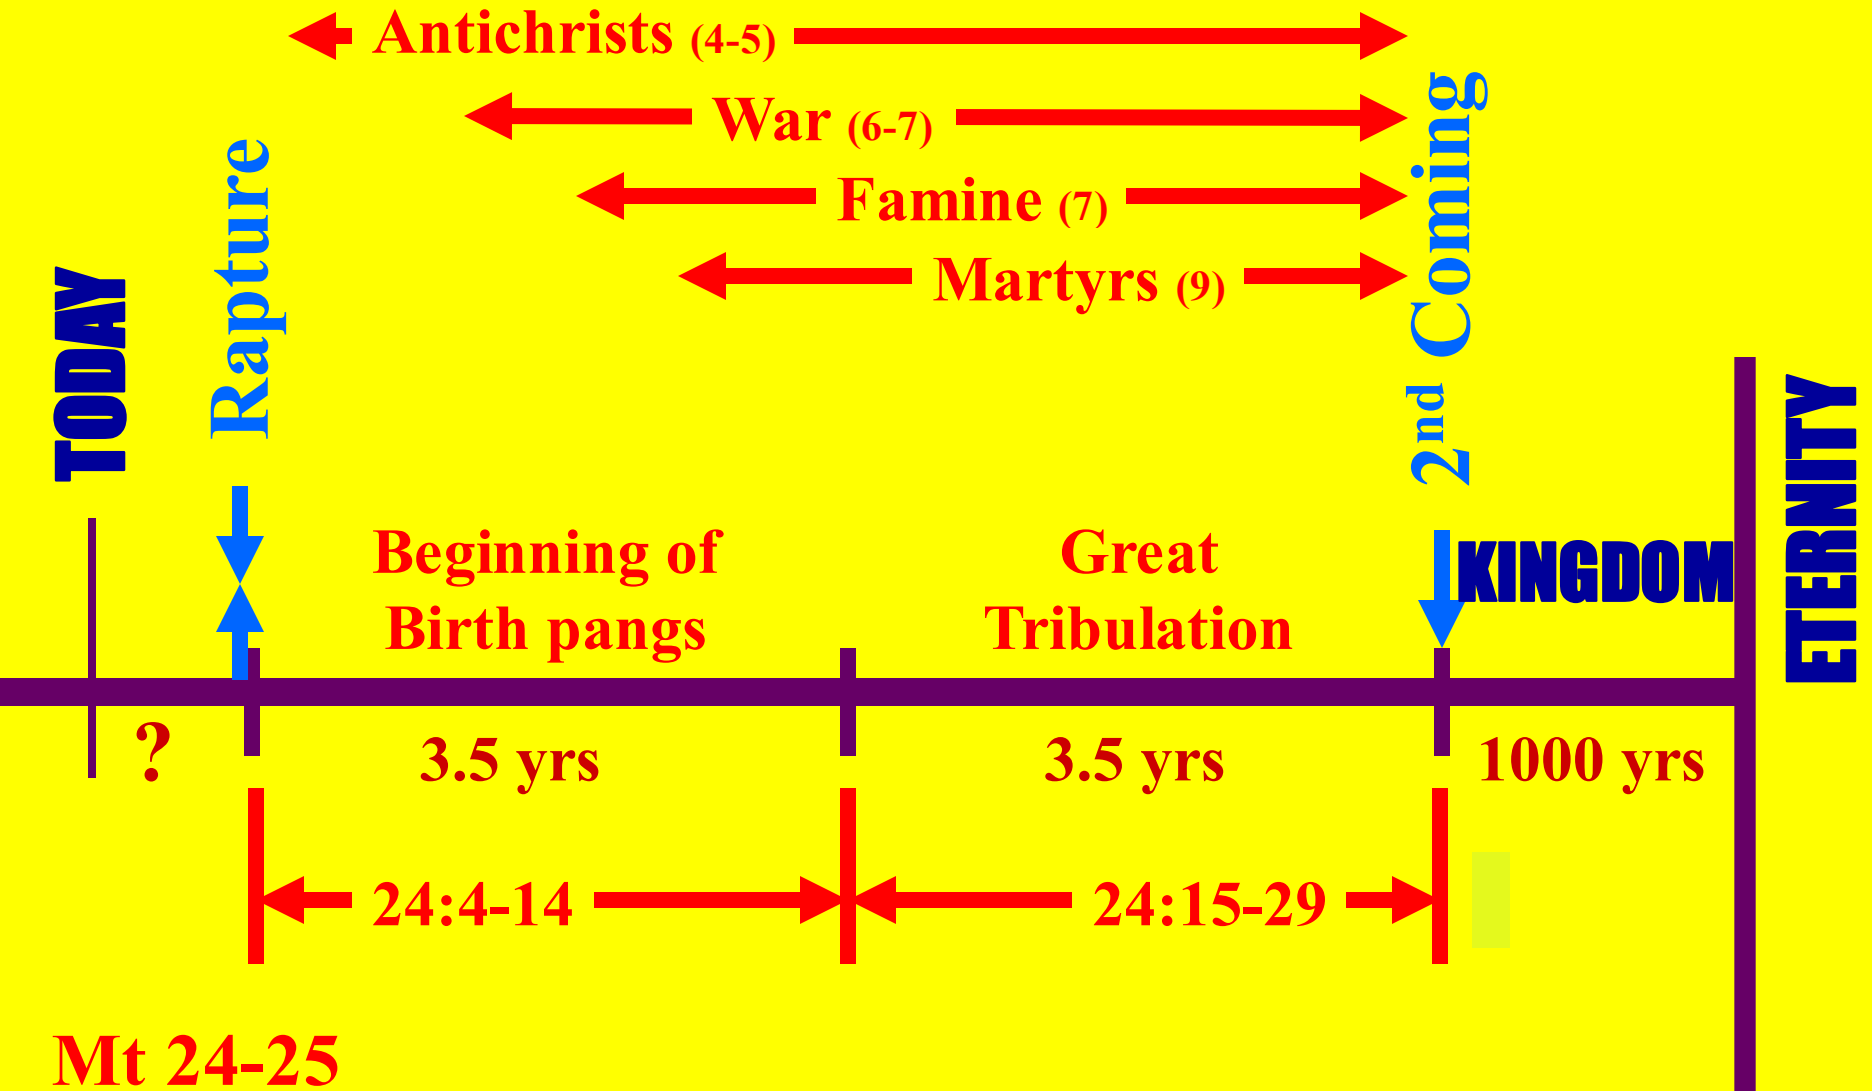 Antichrists (4-5)
War (6-7)
Famine (7)
Martyrs (9)
TODAY
Rapture
2nd Coming
Beginning of
Birth pangs
Great
Tribulation
KINGDOM
ETERNITY
?
3.5 yrs
3.5 yrs
1000 yrs
24:4-14
24:15-29
Mt 24-25